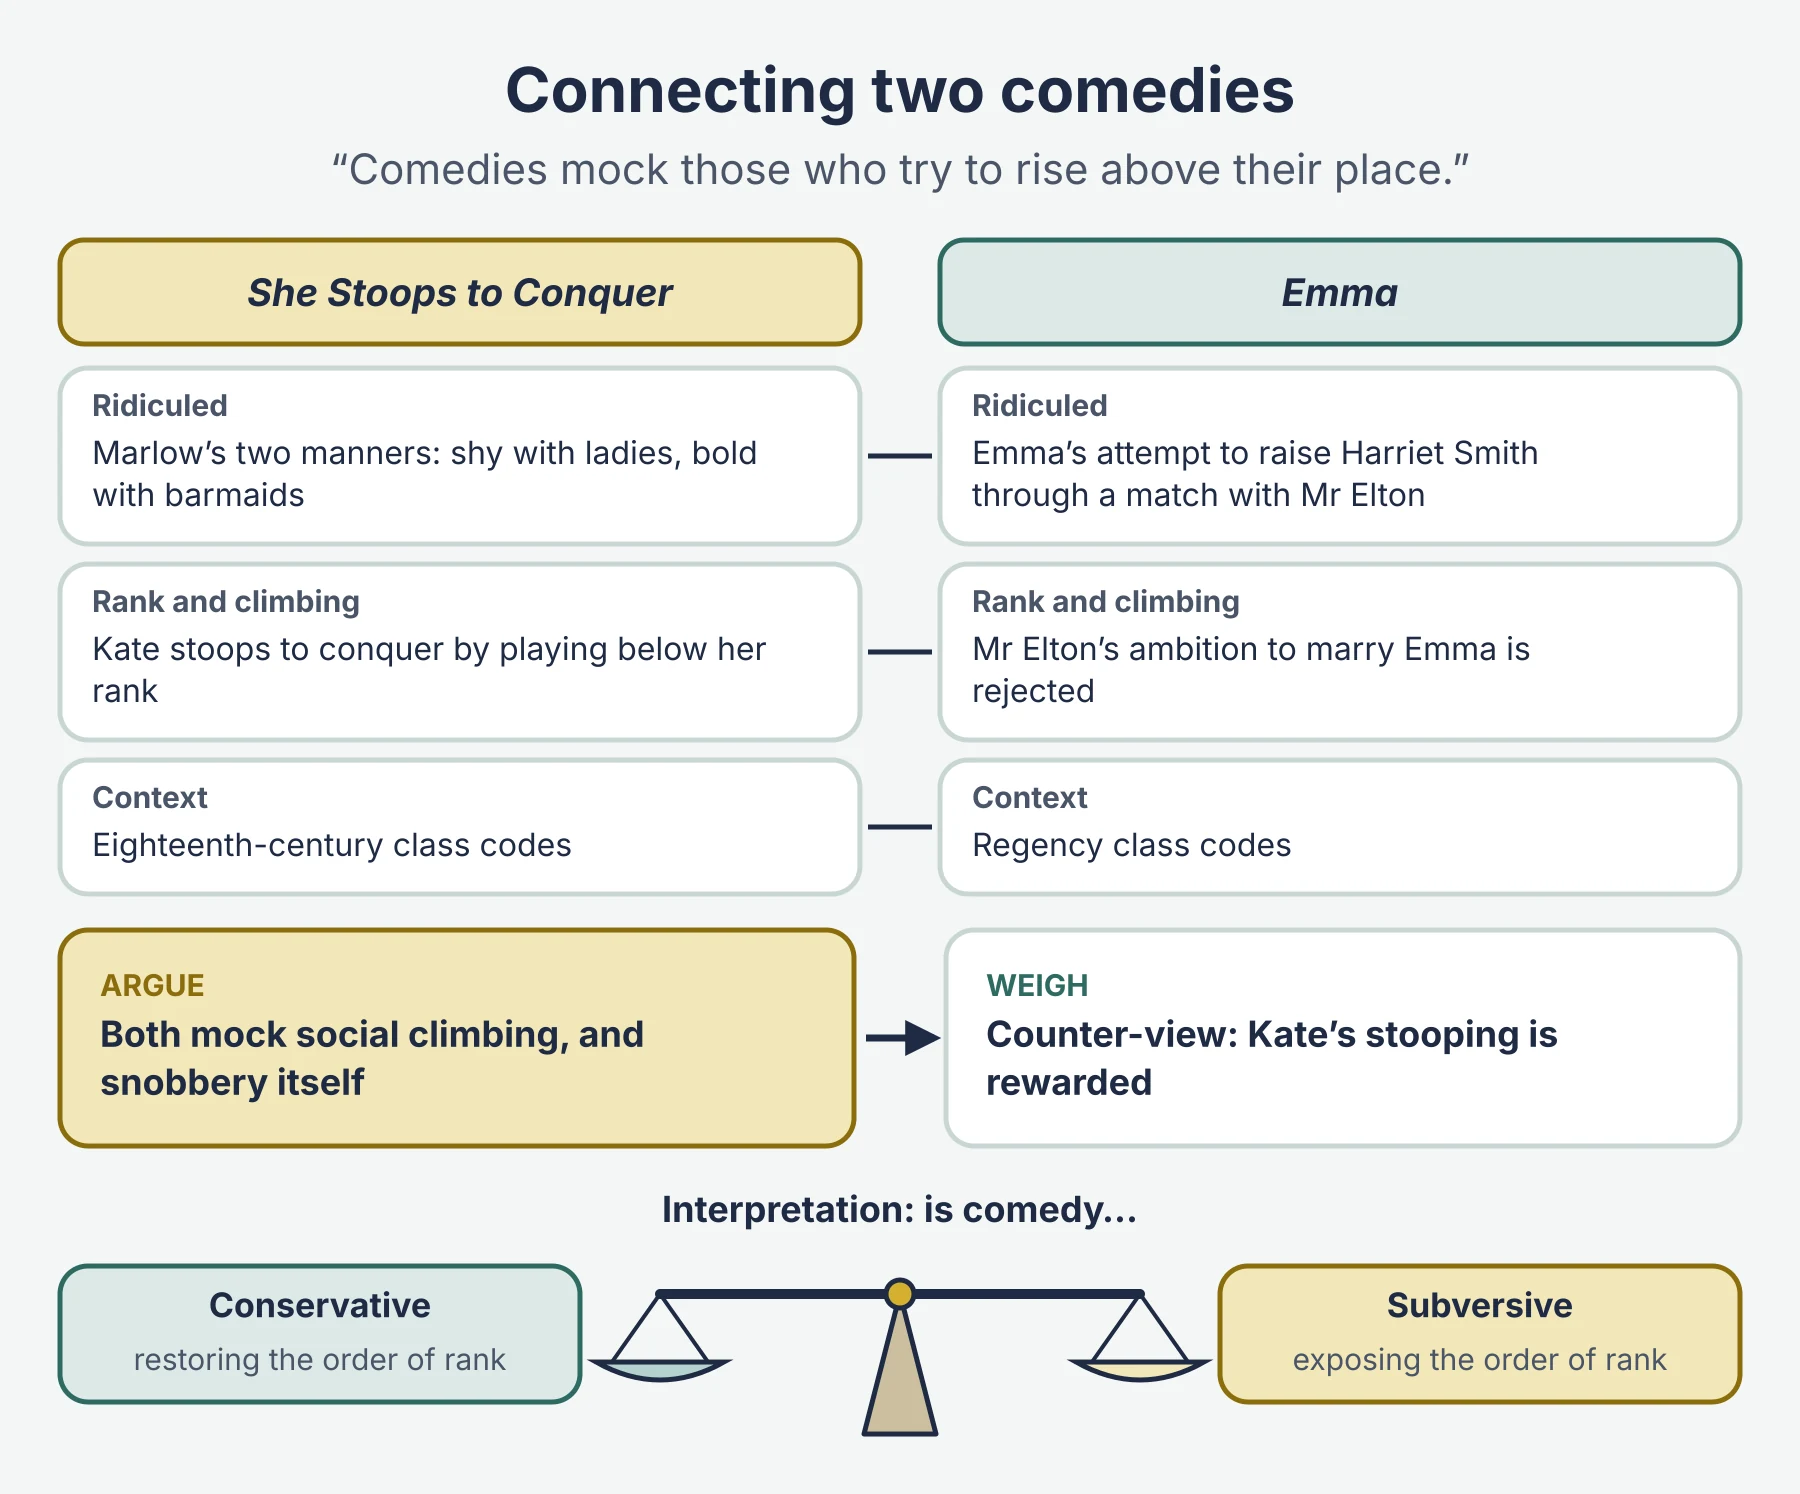 Connecting two comedies
“Comedies mock those who try to rise above their place.”
She Stoops to Conquer
Emma
Ridiculed
Marlow’s two manners: shy with ladies, bold
with barmaids
Ridiculed
Emma’s attempt to raise Harriet Smith
through a match with Mr Elton
Rank and climbing
Kate stoops to conquer by playing below her
rank
Rank and climbing
Mr Elton’s ambition to marry Emma is
rejected
Context
Eighteenth-century class codes
Context
Regency class codes
ARGUE
Both mock social climbing, and
snobbery itself
WEIGH
Counter-view: Kate’s stooping is
rewarded
Interpretation: is comedy…
Conservative
restoring the order of rank
Subversive
exposing the order of rank